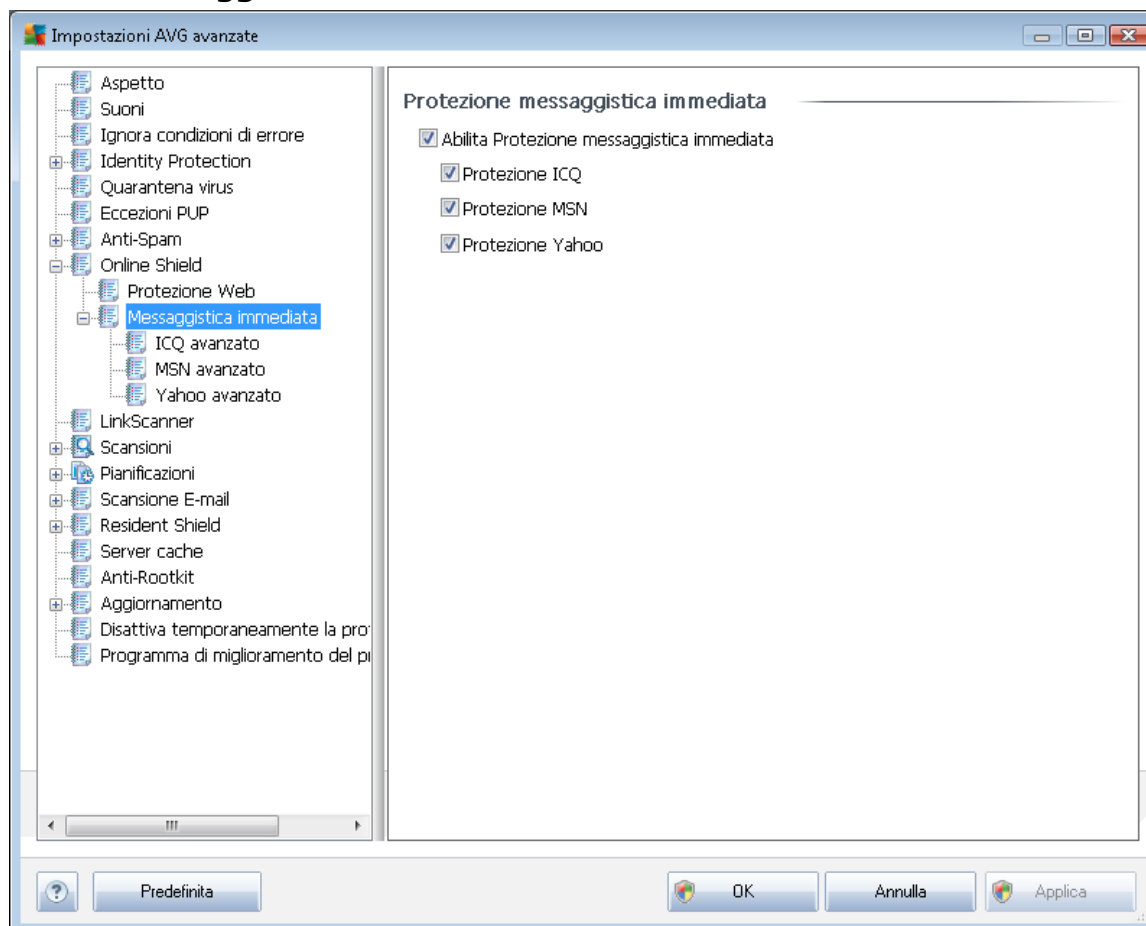 Impostazioni AVG avanzate
Aspetto
Suoni
Ignora condizioni di errore
Identity Protection
Quarantena virus
Eccezioni PUP
Anti-Spam
Online Shield
Protezione Web
Messaggistica immediata
ICQ avanzato
MSN avanzato
Yahoo avanzato
LinkScanner
Scansioni
Pianificazioni
Scansione E-mail
Resident Shield
Server cache
Anti-Rootkit
Aggiornamento
Disattiva temporaneamente la
Programma di miglioramento del
Protezione messaggistica immediata
Abilita Protezione messaggistica immediata
Protezione ICQ
Protezione MSN
Protezione Yahoo
Predefinita
OK
Annulla
Applica